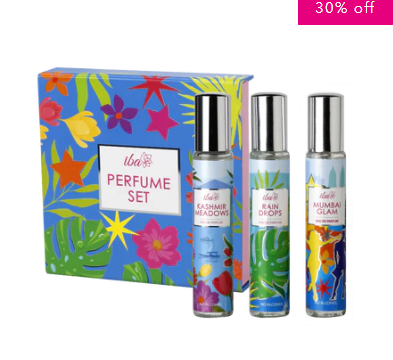 30% off
iba
PERFUME
SET
iba
KASHMIR
MEADOWS
iba
RAIN
DROPS
iba
MUMBAI
GLAM